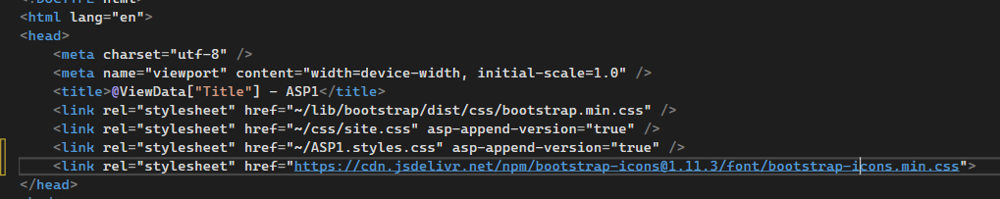 <!DOCTYPE html>
<html lang="en">
<head>
<meta charset="utf-8" />
<meta name="viewport" content="width=device-width, initial-scale=1.0" />
<title>@ViewData["Title"] - ASP1</title>
<link rel="stylesheet" href="~/lib/bootstrap/dist/css/bootstrap.min.css" />
<link rel="stylesheet" href="~/css/site.css" asp-append-version="true" />
<link rel="stylesheet" href="~/ASP1.styles.css" asp-append-version="true" />
<link rel="stylesheet" href="https://cdn.jsdelivr.net/npm/bootstrap-icons@1.11.3/font/bootstrap-icons.min.css">
</head>